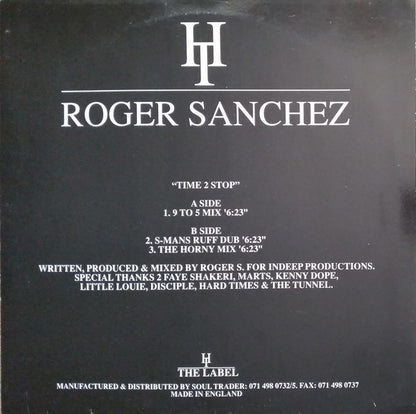 HT
ROGER SANCHEZ
"TIME 2 STOP"
A SIDE
1. 9 TO 5 MIX '6:23"
B SIDE
2. S-MANS RUFF DUB '6:23"
3. THE HORNY MIX '6:23"
WRITTEN, PRODUCED & MIXED BY ROGER S. FOR INDEEP PRODUCTIONS.
SPECIAL THANKS 2 FAYE SHAKERI, MARTS, KENNY DOPE,
LITTLE LOUIE, DISCIPLE, HARD TIMES & THE TUNNEL.
HT
THE LABEL
MANUFACTURED & DISTRIBUTED BY SOUL TRADER: 071 498 0732/5. FAX: 071 498 0737
MADE IN ENGLAND